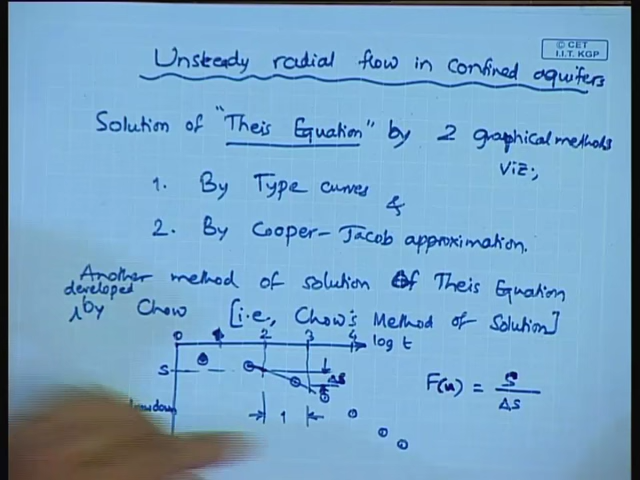 © CET
I.I.T. KGP
Unsteady radial flow in confined aquifers
Solution of "Theis Equation" by 2 graphical methods
viz;,
1. By Type curves &
2. By Cooper-Jacob approximation.
Another method of solution Of Theis Equation
developed
by Chow [i.e., Chow's Method of Solution]
0 1 2 3 4
log t
S
Δs
F(u) = S / Δs
1